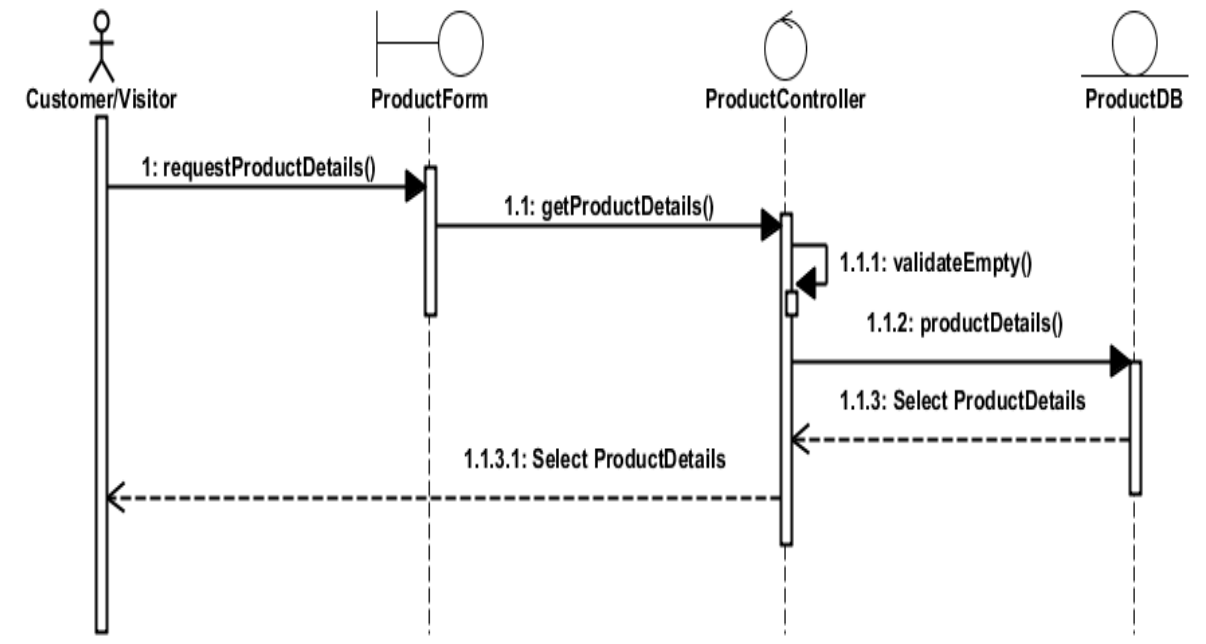 Customer/Visitor
ProductForm
ProductController
ProductDB
1: requestProductDetails()
1.1: getProductDetails()
1.1.1: validateEmpty()
1.1.2: productDetails()
1.1.3: Select ProductDetails
1.1.3.1: Select ProductDetails